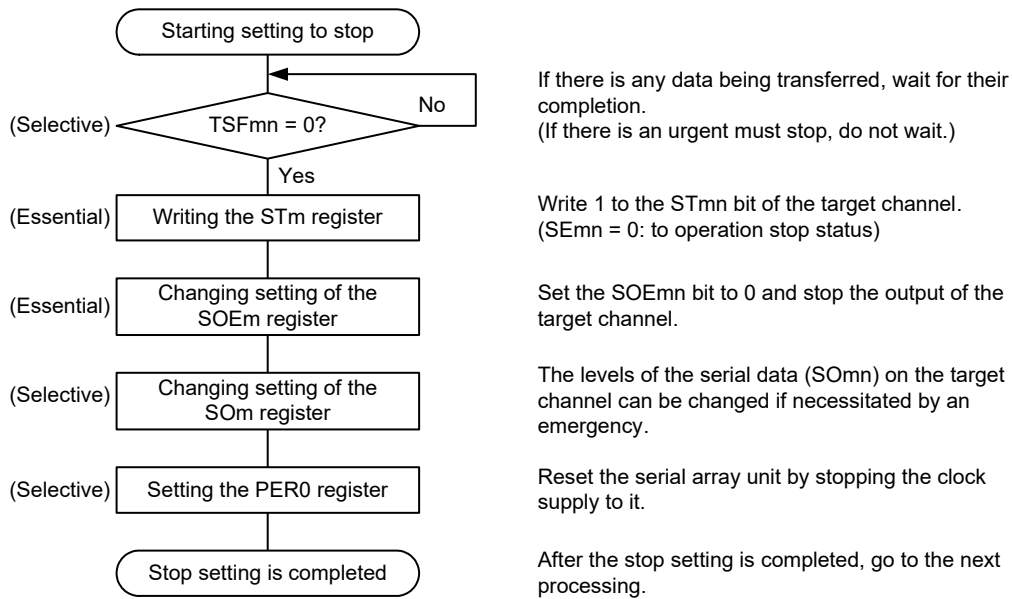 Starting setting to stop
If there is any data being transferred, wait for their
completion.
(If there is an urgent must stop, do not wait.)
No
(Selective)
TSFmn = 0?
Yes
(Essential)
Writing the STm register
Write 1 to the STmn bit of the target channel.
(SEmn = 0: to operation stop status)
(Essential)
Changing setting of the
SOEm register
Set the SOEmn bit to 0 and stop the output of the
target channel.
(Selective)
Changing setting of the
SOm register
The levels of the serial data (SOmn) on the target
channel can be changed if necessitated by an
emergency.
(Selective)
Setting the PER0 register
Reset the serial array unit by stopping the clock
supply to it.
Stop setting is completed
After the stop setting is completed, go to the next
processing.